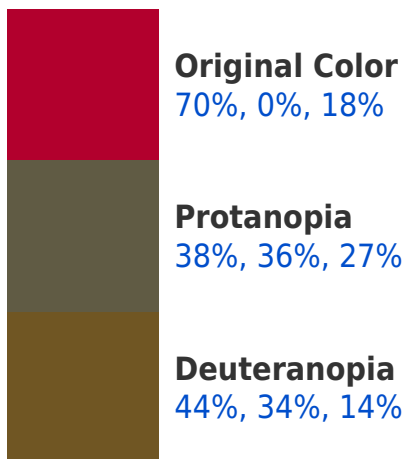 Original Color
70%, 0%, 18%
Protanopia
38%, 36%, 27%
Deuteranopia
44%, 34%, 14%